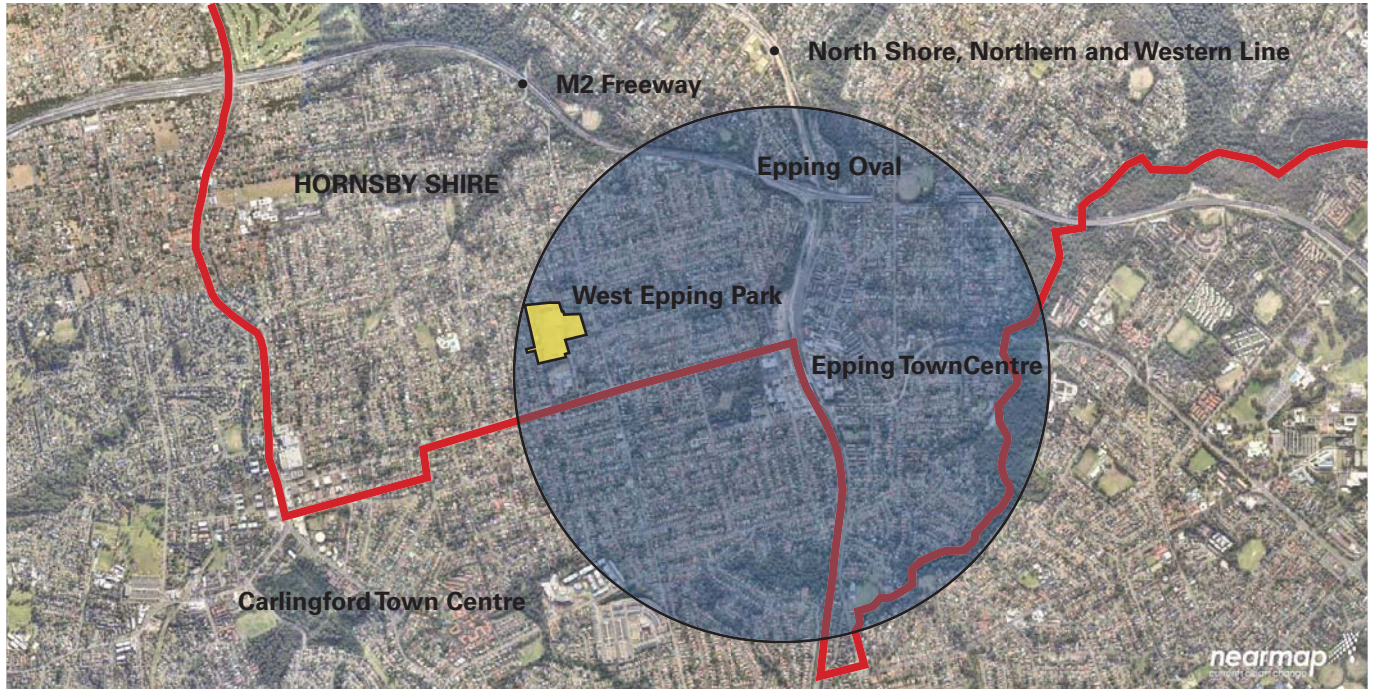 North Shore, Northern and Western Line
M2 Freeway
Epping Oval
HORNSBY SHIRE
West Epping Park
Epping TownCentre
Carlingford Town Centre
nearmap